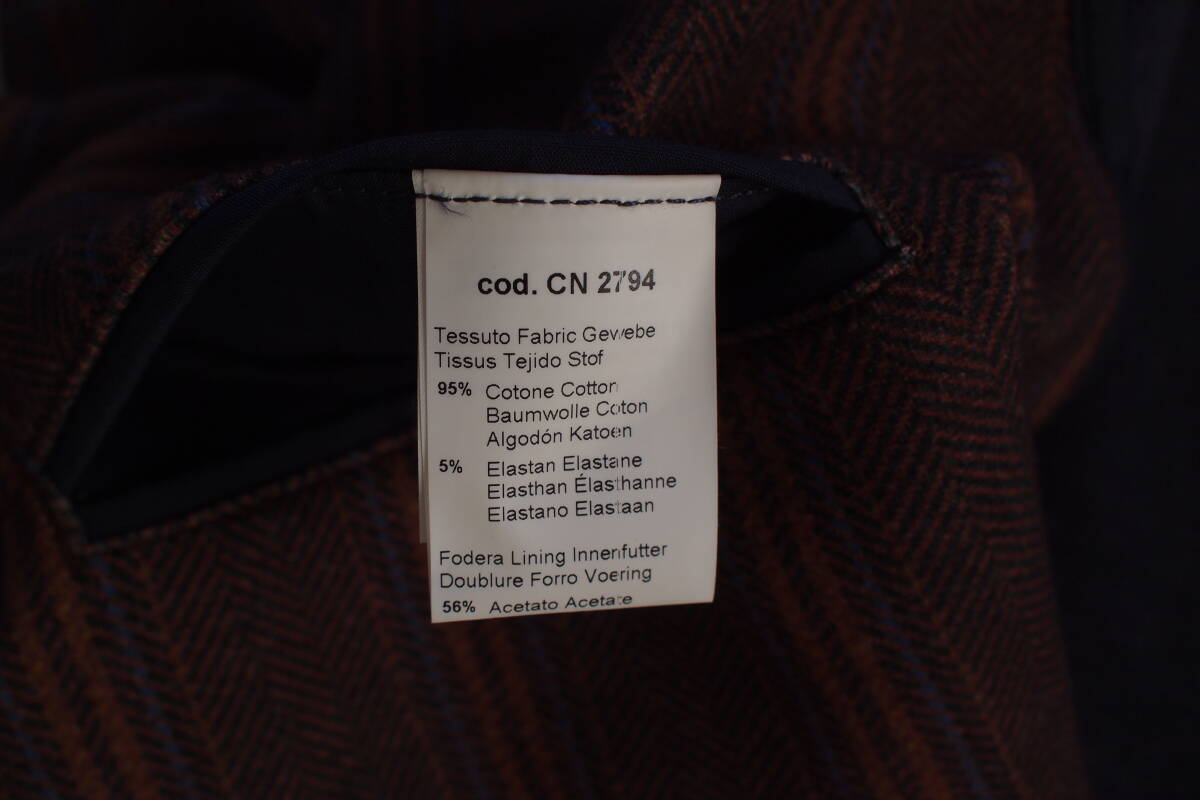 cod. CN 2794
Tessuto Fabric Gewebe
Tissus Tejido Stof
95% Cotone Cotton
Baumwolle Coton
Algodón Katoen
5% Elastan Elastane
Elasthan Élasthanne
Elastano Elastaan
Fodera Lining Innenfutter
Doublure Forro Voering
56% Acetato Acetate